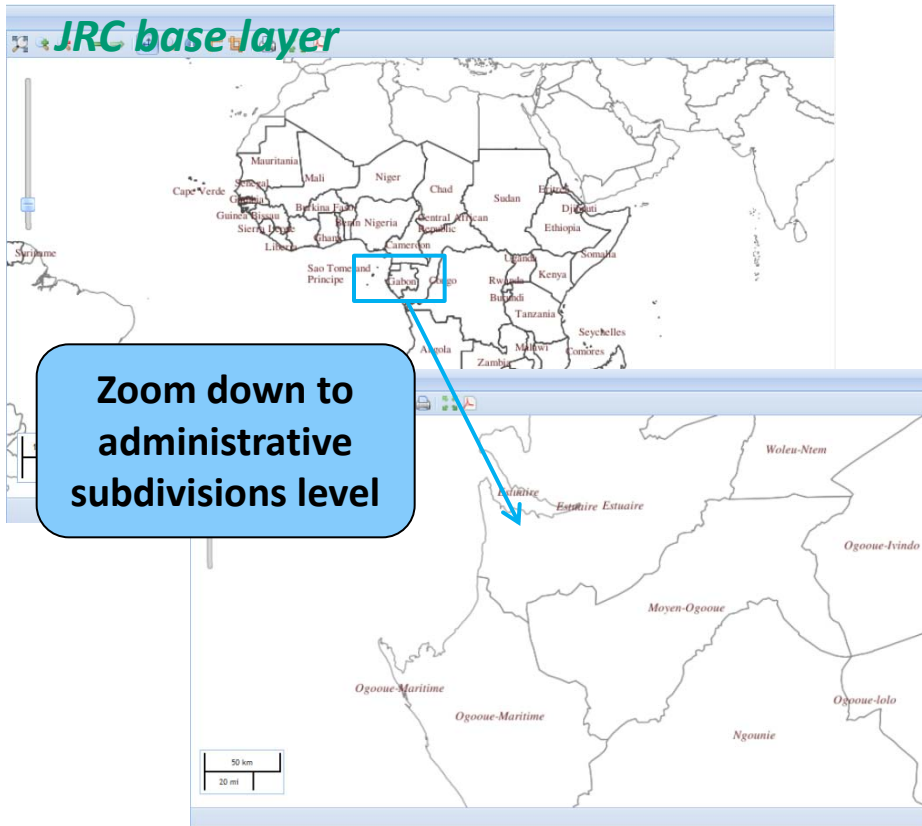 JRC base layer
Mauritania
Mali
Niger
Chad
Sudan
Eritrea
Cape Verde
Senegal
Gambia
Burkina Faso
Djibouti
Guinea Bissau
Benin Nigeria
Central African
Republic
Ethiopia
Sierra Leone
Ghana
Liberia
Cameroon
Suriname
Uganda
Somalia
Sao Tome and
Principe
Gabon
Congo
Rwanda
Kenya
Burundi
Tanzania
Seychelles
Angola
Malawi
Comores
Zambia
Zoom down to
administrative
subdivisions level
Woleu-Ntem
Estuaire
Estuaire Estuaire
Ogooue-Ivindo
Moyen-Ogooue
Ogooue-Maritime
Ogooue-lolo
Ogooue-Maritime
Ngounie
50 km
20 mi